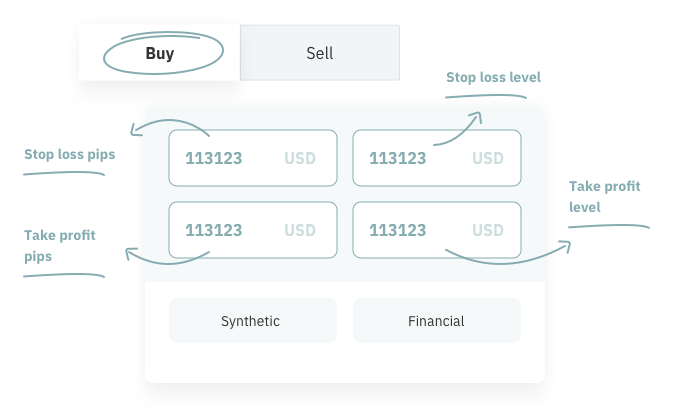 Buy
Sell
Stop loss level
Stop loss pips
113123 USD
113123 USD
Take profit
level
Take profit
pips
113123 USD
113123 USD
Synthetic
Financial